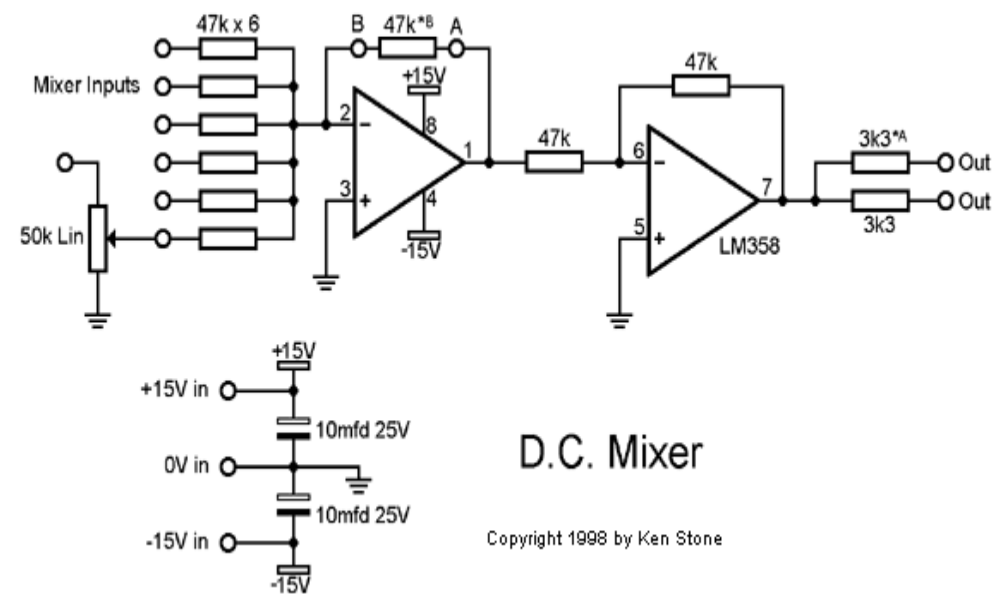 47k x 6
B
47k*B
A
+15V
Mixer Inputs
2
8
1
3
4
-15V
47k
47k
6
7
5
LM358
3k3*A
Out
Out
3k3
50k Lin
+15V
+15V in
10mfd 25V
0V in
10mfd 25V
-15V in
-15V
D.C. Mixer
Copyright 1998 by Ken Stone